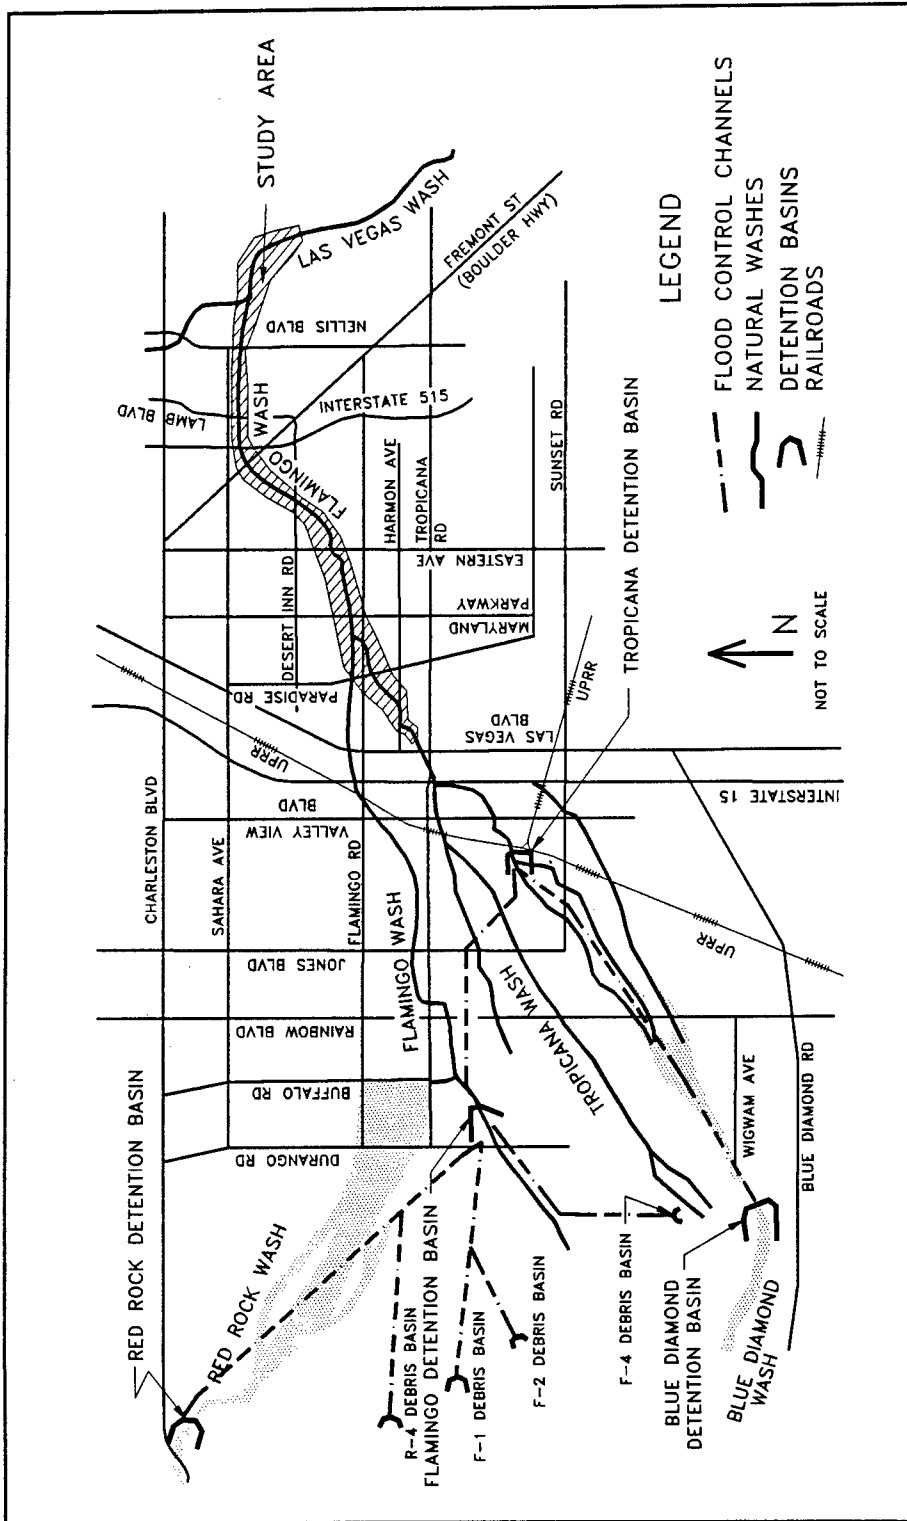 RED ROCK DETENTION BASIN
CHARLESTON BLVD
SAHARA AVE
FLAMINGO RD
RED ROCK WASH
DURANGO RD
BUFFALO RD
RAINBOW BLVD
JONES BLVD
VALLEY VIEW
BLVD
UPRR
PARADISE RD
DESERT INN RD
MARYLAND
PARKWAY
EASTERN AVE
HARMON AVE
TROPICANA
RD
FLAMINGO
WASH
LAMB BLVD
INTERSTATE 515
NELLIS BLVD
STUDY AREA
LAS VEGAS WASH
FREMONT ST
(BOULDER HWY)
FLAMINGO WASH
TROPICANA WASH
LAS VEGAS
BLVD
SUNSET RD
UPRR
TROPICANA DETENTION BASIN
INTERSTATE 15
UPRR
R-4 DEBRIS BASIN
FLAMINGO DETENTION BASIN
F-1 DEBRIS BASIN
F-2 DEBRIS BASIN
F-4 DEBRIS BASIN
BLUE DIAMOND
DETENTION BASIN
BLUE DIAMOND
WASH
WIGWAM AVE
BLUE DIAMOND RD
N
NOT TO SCALE
LEGEND
FLOOD CONTROL CHANNELS
NATURAL WASHES
DETENTION BASINS
RAILROADS